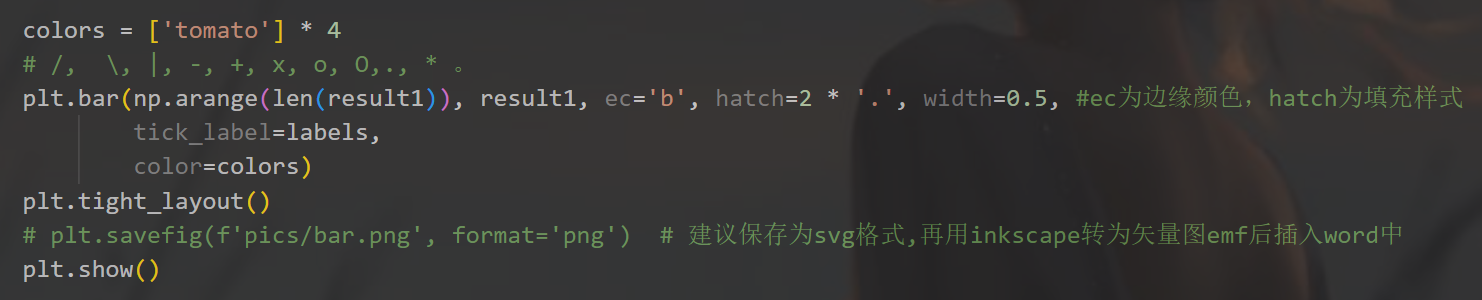 colors = ['tomato'] * 4
# /,  \, |, -, +, x, o, O,., * 。
plt.bar(np.arange(len(result1)), result1, ec='b', hatch=2 * '.', width=0.5, #ec为边缘颜色，hatch为填充样式
        tick_label=labels,
        color=colors)
plt.tight_layout()
# plt.savefig(f'pics/bar.png', format='png')  # 建议保存为svg格式,再用inkscape转为矢量图emf后插入word中
plt.show()